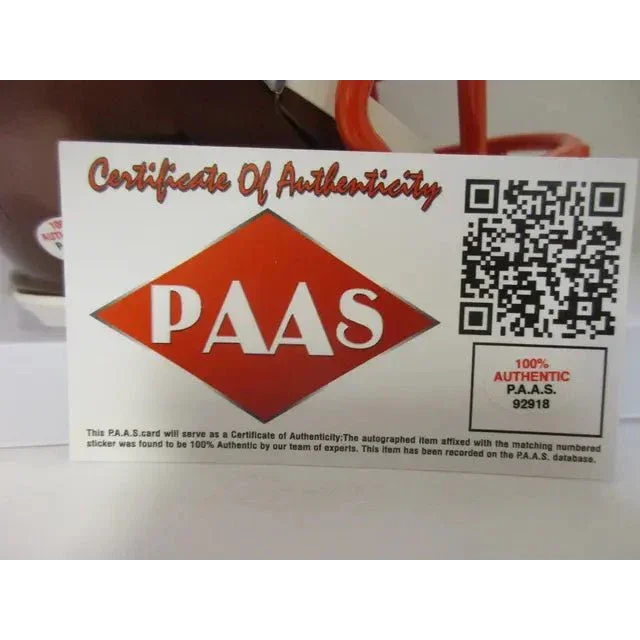 Certificate Of Authenticity
PAAS
100%
AUTHENTIC
P.A.A.S.
92918
This P.A.A.S.card will serve as a Certificate of Authenticity:The autographed item affixed with the matching numbered
sticker was found to be 100% Authentic by our team of experts. This item has been recorded on the P.A.A.S. database.